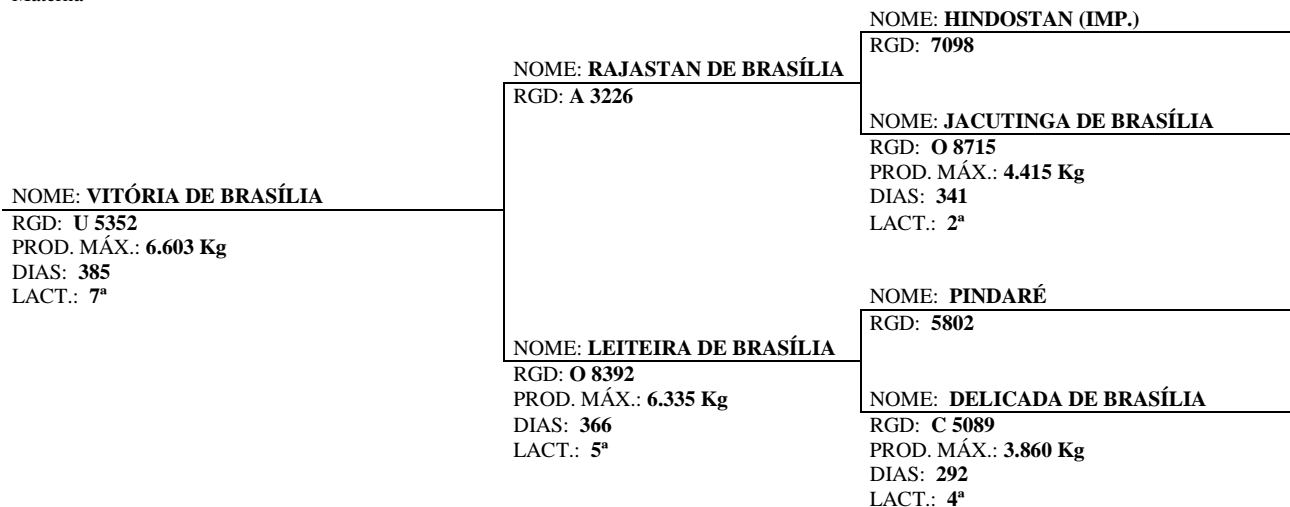 NOME: HINDOSTAN (IMP.)
RGD: 7098
NOME: RAJASTAN DE BRASÍLIA
RGD: A 3226
NOME: JACUTINGA DE BRASÍLIA
RGD: O 8715
PROD. MÁX.: 4.415 Kg
DIAS: 341
LACT.: 2ª
NOME: VITÓRIA DE BRASÍLIA
RGD: U 5352
PROD. MÁX.: 6.603 Kg
DIAS: 385
LACT.: 7ª
NOME: PINDARÉ
RGD: 5802
NOME: LEITEIRA DE BRASÍLIA
RGD: O 8392
PROD. MÁX.: 6.335 Kg
DIAS: 366
LACT.: 5ª
NOME: DELICADA DE BRASÍLIA
RGD: C 5089
PROD. MÁX.: 3.860 Kg
DIAS: 292
LACT.: 4ª